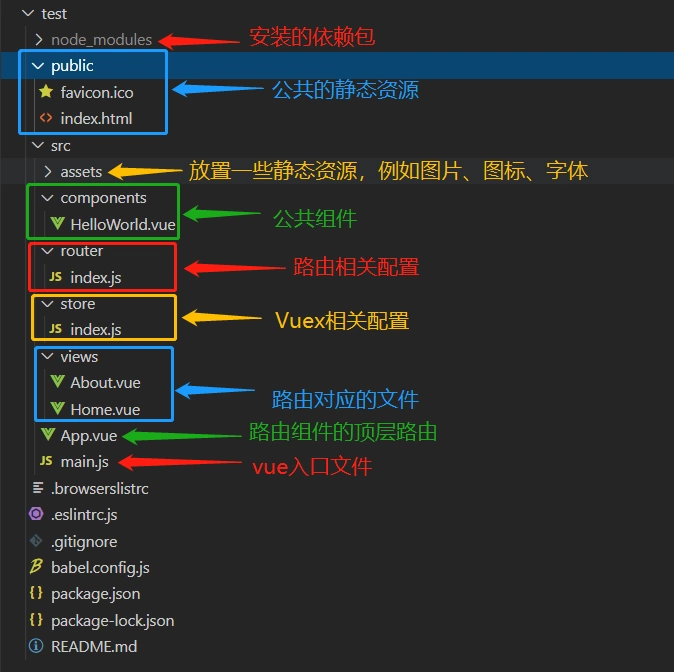 test
node_modules 安装的依赖包
public
favicon.ico 公共的静态资源
index.html
src
assets 放置一些静态资源，例如图片、图标、字体
components
HelloWorld.vue 公共组件
router
JS index.js 路由相关配置
store
JS index.js Vuex相关配置
views
About.vue
Home.vue 路由对应的文件
App.vue 路由组件的顶层路由
JS main.js vue入口文件
.browserslistrc
.eslintrc.js
.gitignore
babel.config.js
package.json
package-lock.json
README.md